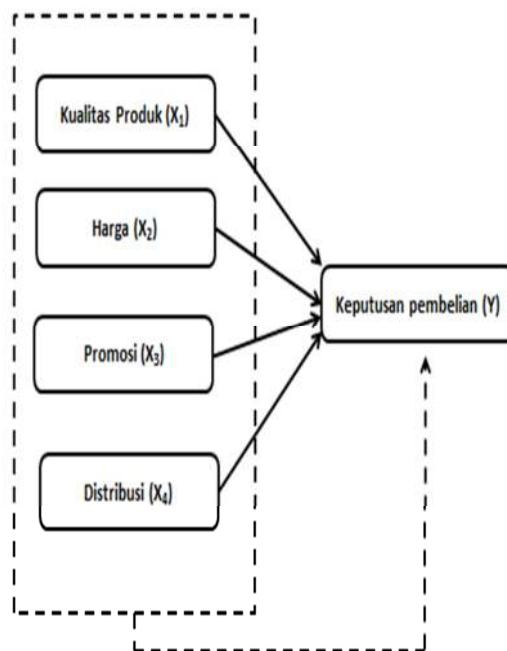 Kualitas Produk (X₁)
Harga (X₂)
Keputusan pembelian (Y)
Promosi (X₃)
Distribusi (X₄)